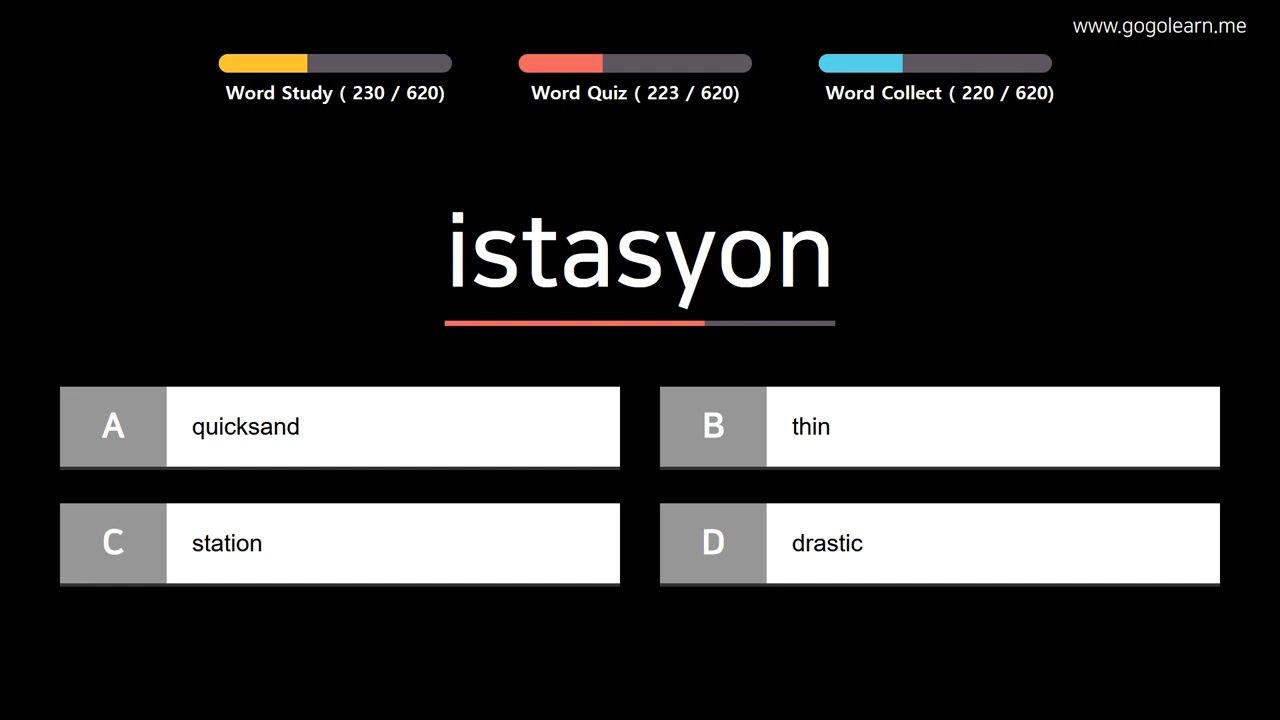 www.gogolearn.me
Word Study ( 230 / 620)
Word Quiz ( 223 / 620)
Word Collect ( 220 / 620)
istasyon
A quicksand
B thin
C station
D drastic